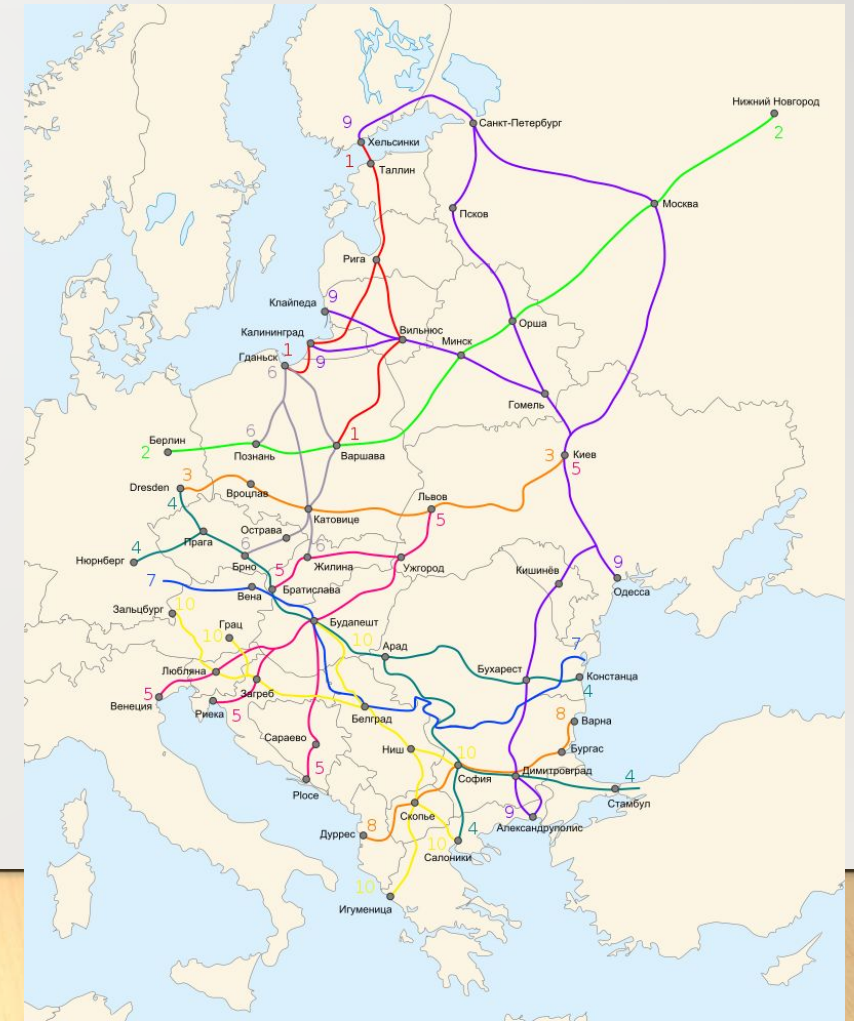 Нижний Новгород
2
9
Санкт-Петербург
Хельсинки
1
Таллин
Москва
Псков
Рига
Клайпеда
9
Калининград
Вильнюс
Орша
Минск
Гданьск
1
9
6
Гомель
Берлин
6
1
2
Познань
Варшава
3
Киев
5
Dresden
3
Вроцлав
Львов
4
Катовице
5
Острава
Прага
4
6
6
Нюрнберг
Брно
Жилина
Ужгород
9
7
5
Кишинёв
Вена
Братислава
Одесса
Зальцбург
10
Грац
Будапешт
10
10
Арад
7
Любляна
Бухарест
Констанца
4
5
Загреб
Венеция
Риека
5
Белград
8
Варна
Сараево
Ниш
10
Бургас
5
София
Димитровград
4
Ploce
Стамбул
Скопье
9
Дуррес
8
4
Александруполис
10
Салоники
10
Игуменица